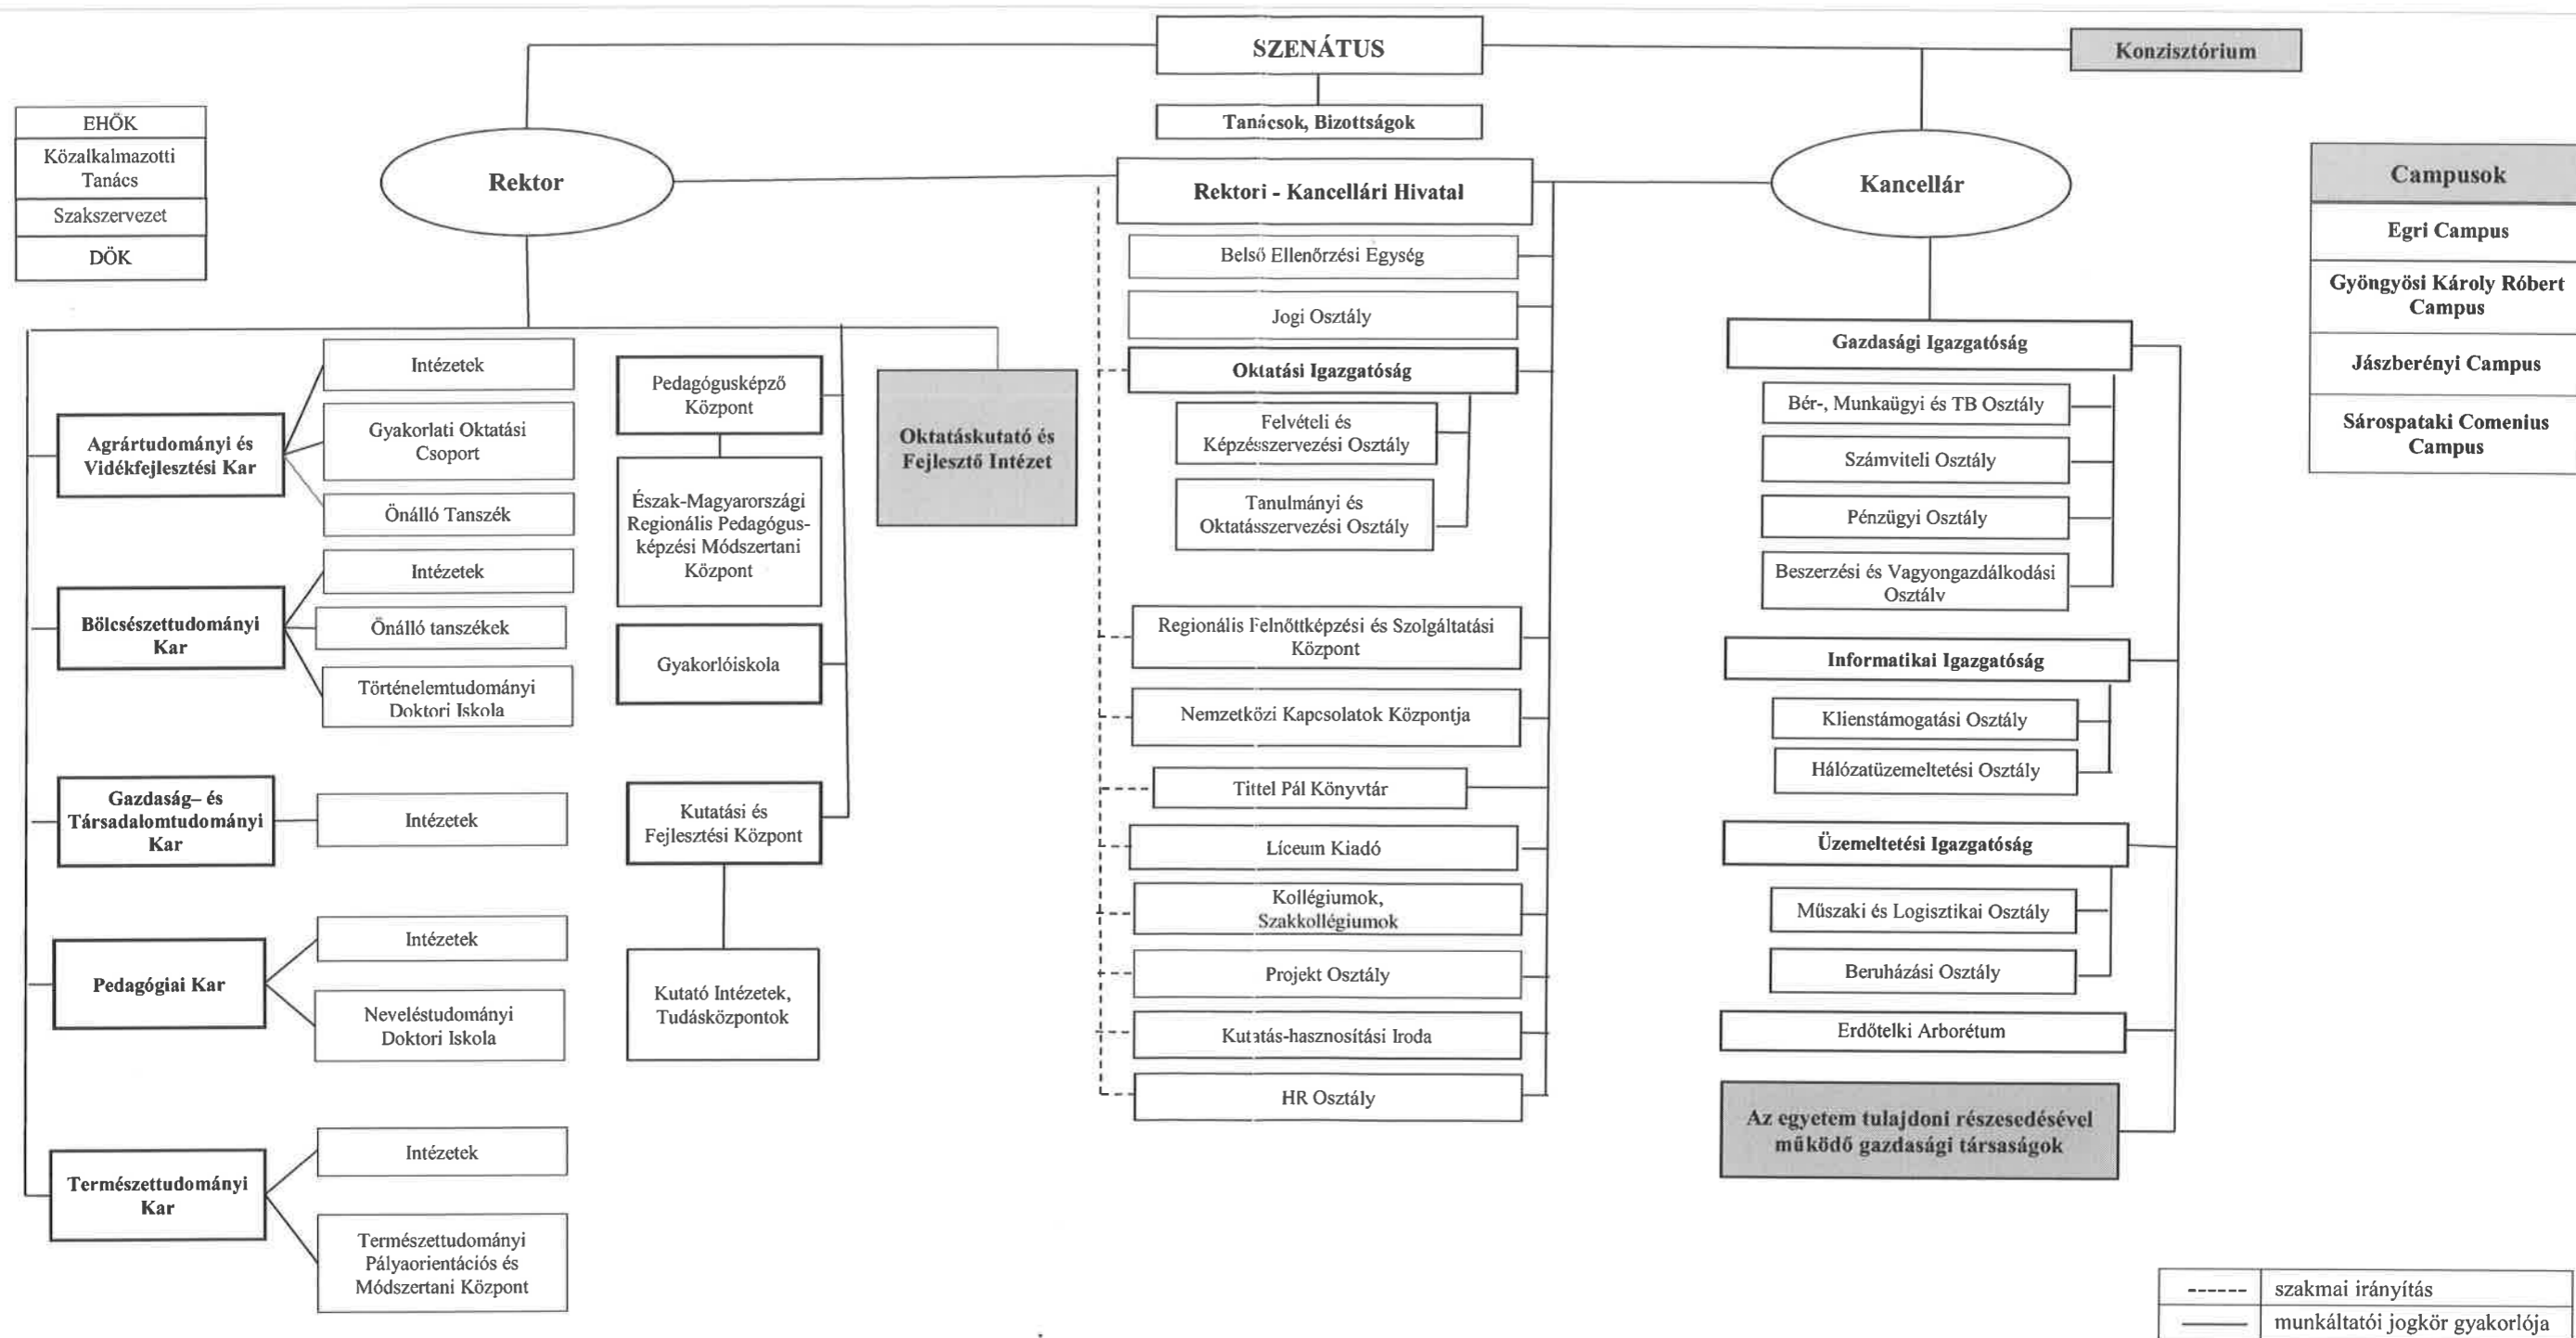 SZENÁTUS
Konzisztórium
Tanácsok, Bizottságok
EHÖK
Közalkalmazotti
Tanács
Szakszervezet
DÖK
Rektor
Rektori - Kancellári Hivatal
Kancellár
Campusok
Egri Campus
Gyöngyösi Károly Róbert
Campus
Jászberényi Campus
Sárospataki Comenius
Campus
Agrártudományi és
Vidékfejlesztési Kar
Intézetek
Gyakorlati Oktatási
Csoport
Önálló Tanszék
Bölcsészettudományi
Kar
Intézetek
Önálló tanszékek
Történelemtudományi
Doktori Iskola
Gazdaság– és
Társadalomtudományi
Kar
Intézetek
Pedagógiai Kar
Intézetek
Neveléstudományi
Doktori Iskola
Természettudományi
Kar
Intézetek
Természettudományi
Pályaorientációs és
Módszertani Központ
Pedagógusképző
Központ
Észak-Magyarországi
Regionális Pedagógus-
képzési Módszertani
Központ
Gyakorlóiskola
Kutatási és
Fejlesztési Központ
Kutató Intézetek,
Tudásközpontok
Oktatáskutató és
Fejlesztő Intézet
Belső Ellenőrzési Egység
Jogi Osztály
Oktatási Igazgatóság
Felvételi és
Képzésszervezési Osztály
Tanulmányi és
Oktatásszervezési Osztály
Regionális Felnőttképzési és Szolgáltatási
Központ
Nemzetközi Kapcsolatok Központja
Tittel Pál Könyvtár
Líceum Kiadó
Kollégiumok,
Szakkollégiumok
Projekt Osztály
Kutatás-hasznosítási Iroda
HR Osztály
Gazdasági Igazgatóság
Bér-, Munkaügyi és TB Osztály
Számviteli Osztály
Pénzügyi Osztály
Beszerzési és Vagyongazdálkodási
Osztály
Informatikai Igazgatóság
Klienstámogatási Osztály
Hálózatüzemeltetési Osztály
Üzemeltetési Igazgatóság
Műszaki és Logisztikai Osztály
Beruházási Osztály
Erdőtelki Arborétum
Az egyetem tulajdoni részesedésével
működő gazdasági társaságok
szakmai irányítás
munkáltatói jogkör gyakorlója